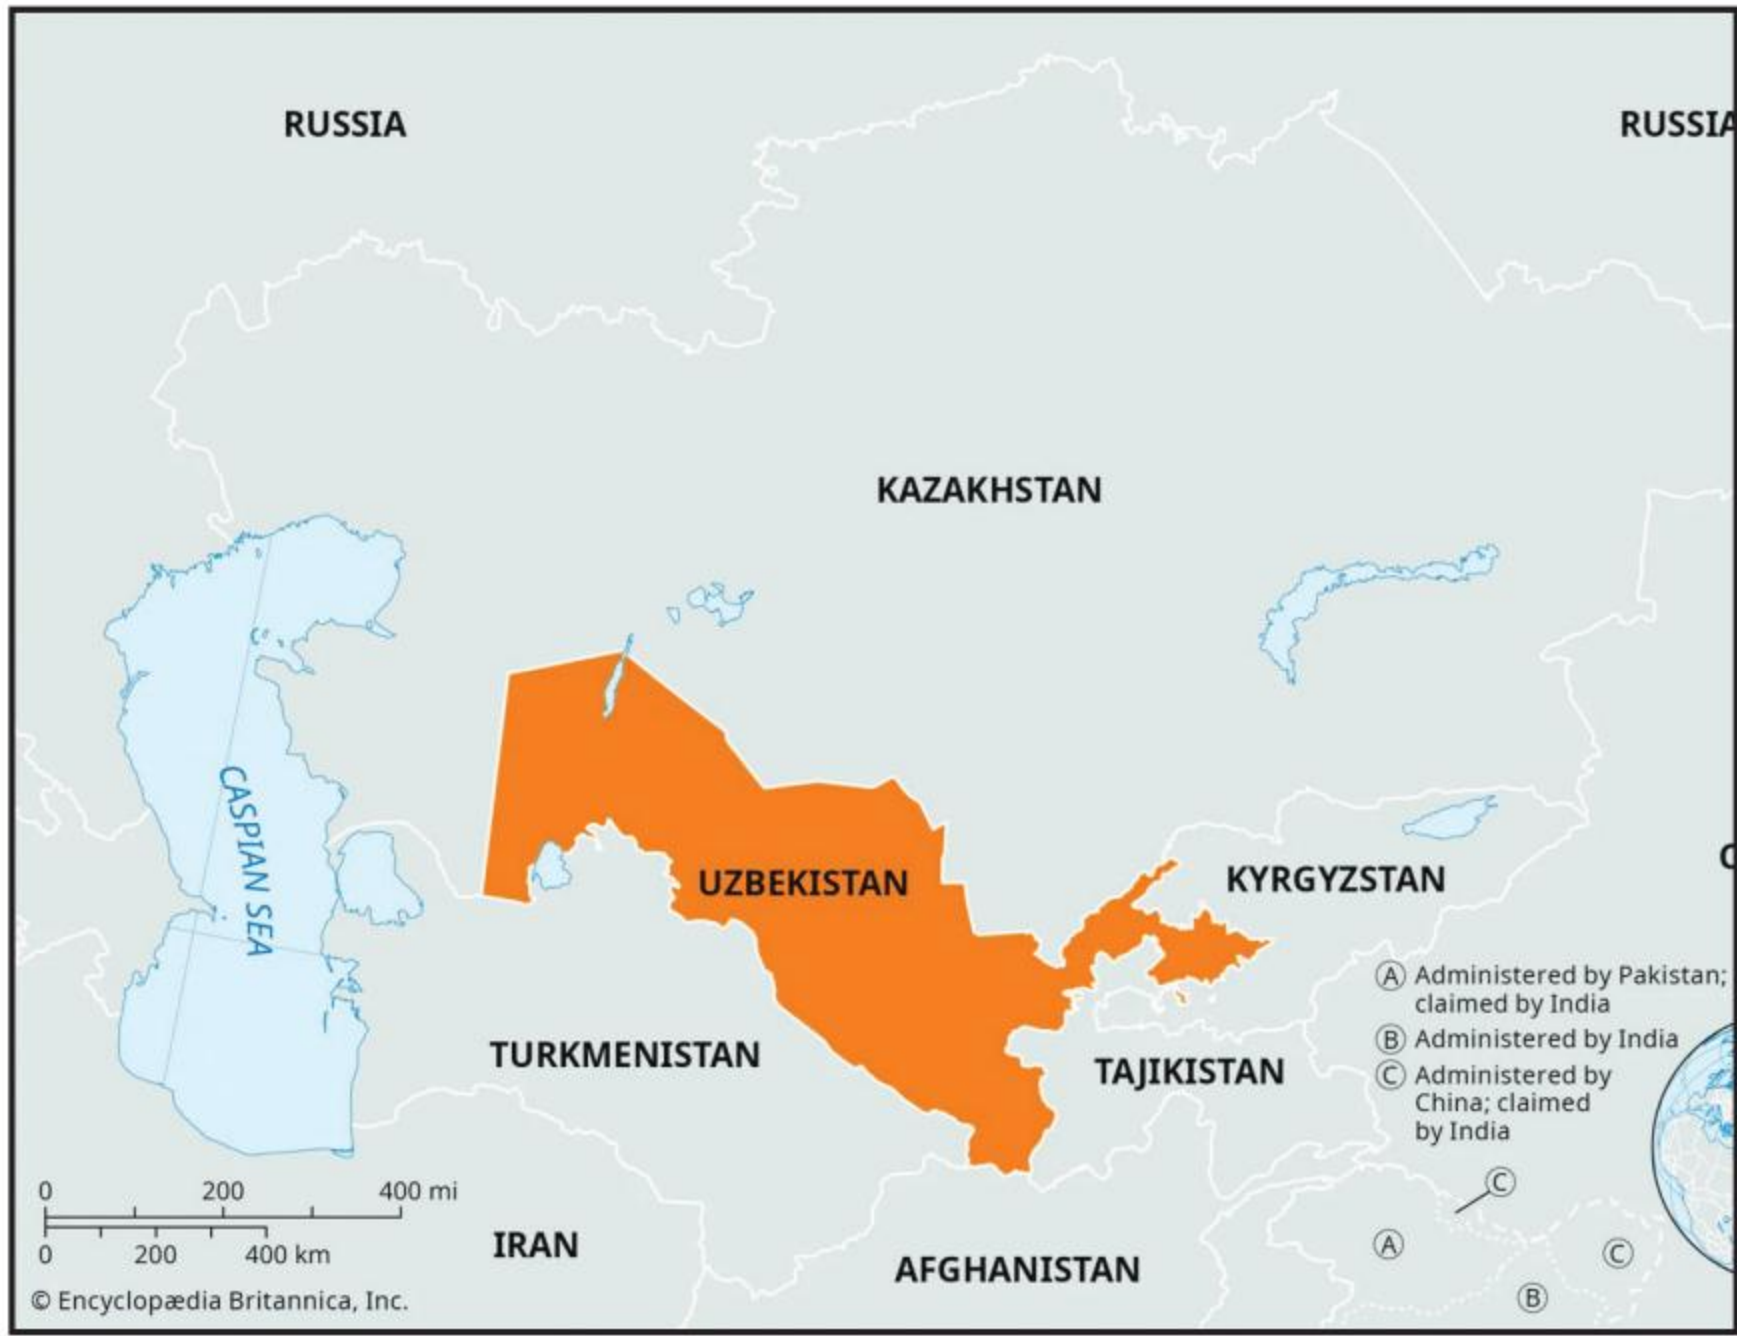 RUSSIA
RUSSIA
KAZAKHSTAN
CASPIAN SEA
UZBEKISTAN
KYRGYZSTAN
TURKMENISTAN
TAJIKISTAN
Ⓐ Administered by Pakistan;
claimed by India
Ⓑ Administered by India
Ⓒ Administered by
China; claimed
by India
Ⓒ
Ⓐ
Ⓒ
Ⓑ
0 200 400 mi
0 200 400 km
IRAN
AFGHANISTAN
© Encyclopædia Britannica, Inc.